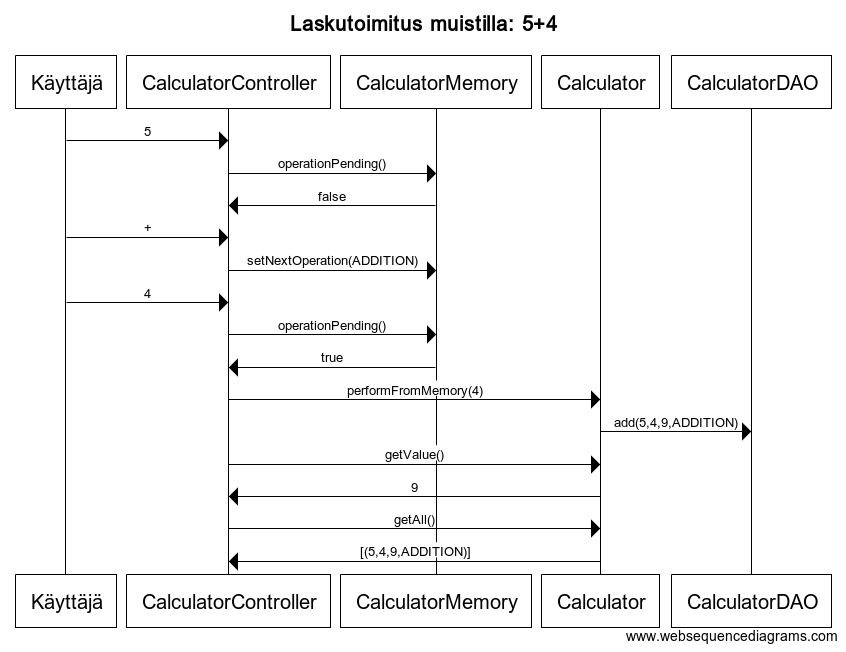 Laskutoimitus muistilla: 5+4
Käyttäjä CalculatorController CalculatorMemory Calculator CalculatorDAO
5
operationPending()
false
+
setNextOperation(ADDITION)
4
operationPending()
true
performFromMemory(4)
add(5,4,9,ADDITION)
getValue()
9
getAll()
[(5,4,9,ADDITION)]
Käyttäjä CalculatorController CalculatorMemory Calculator CalculatorDAO
www.websequencediagrams.com